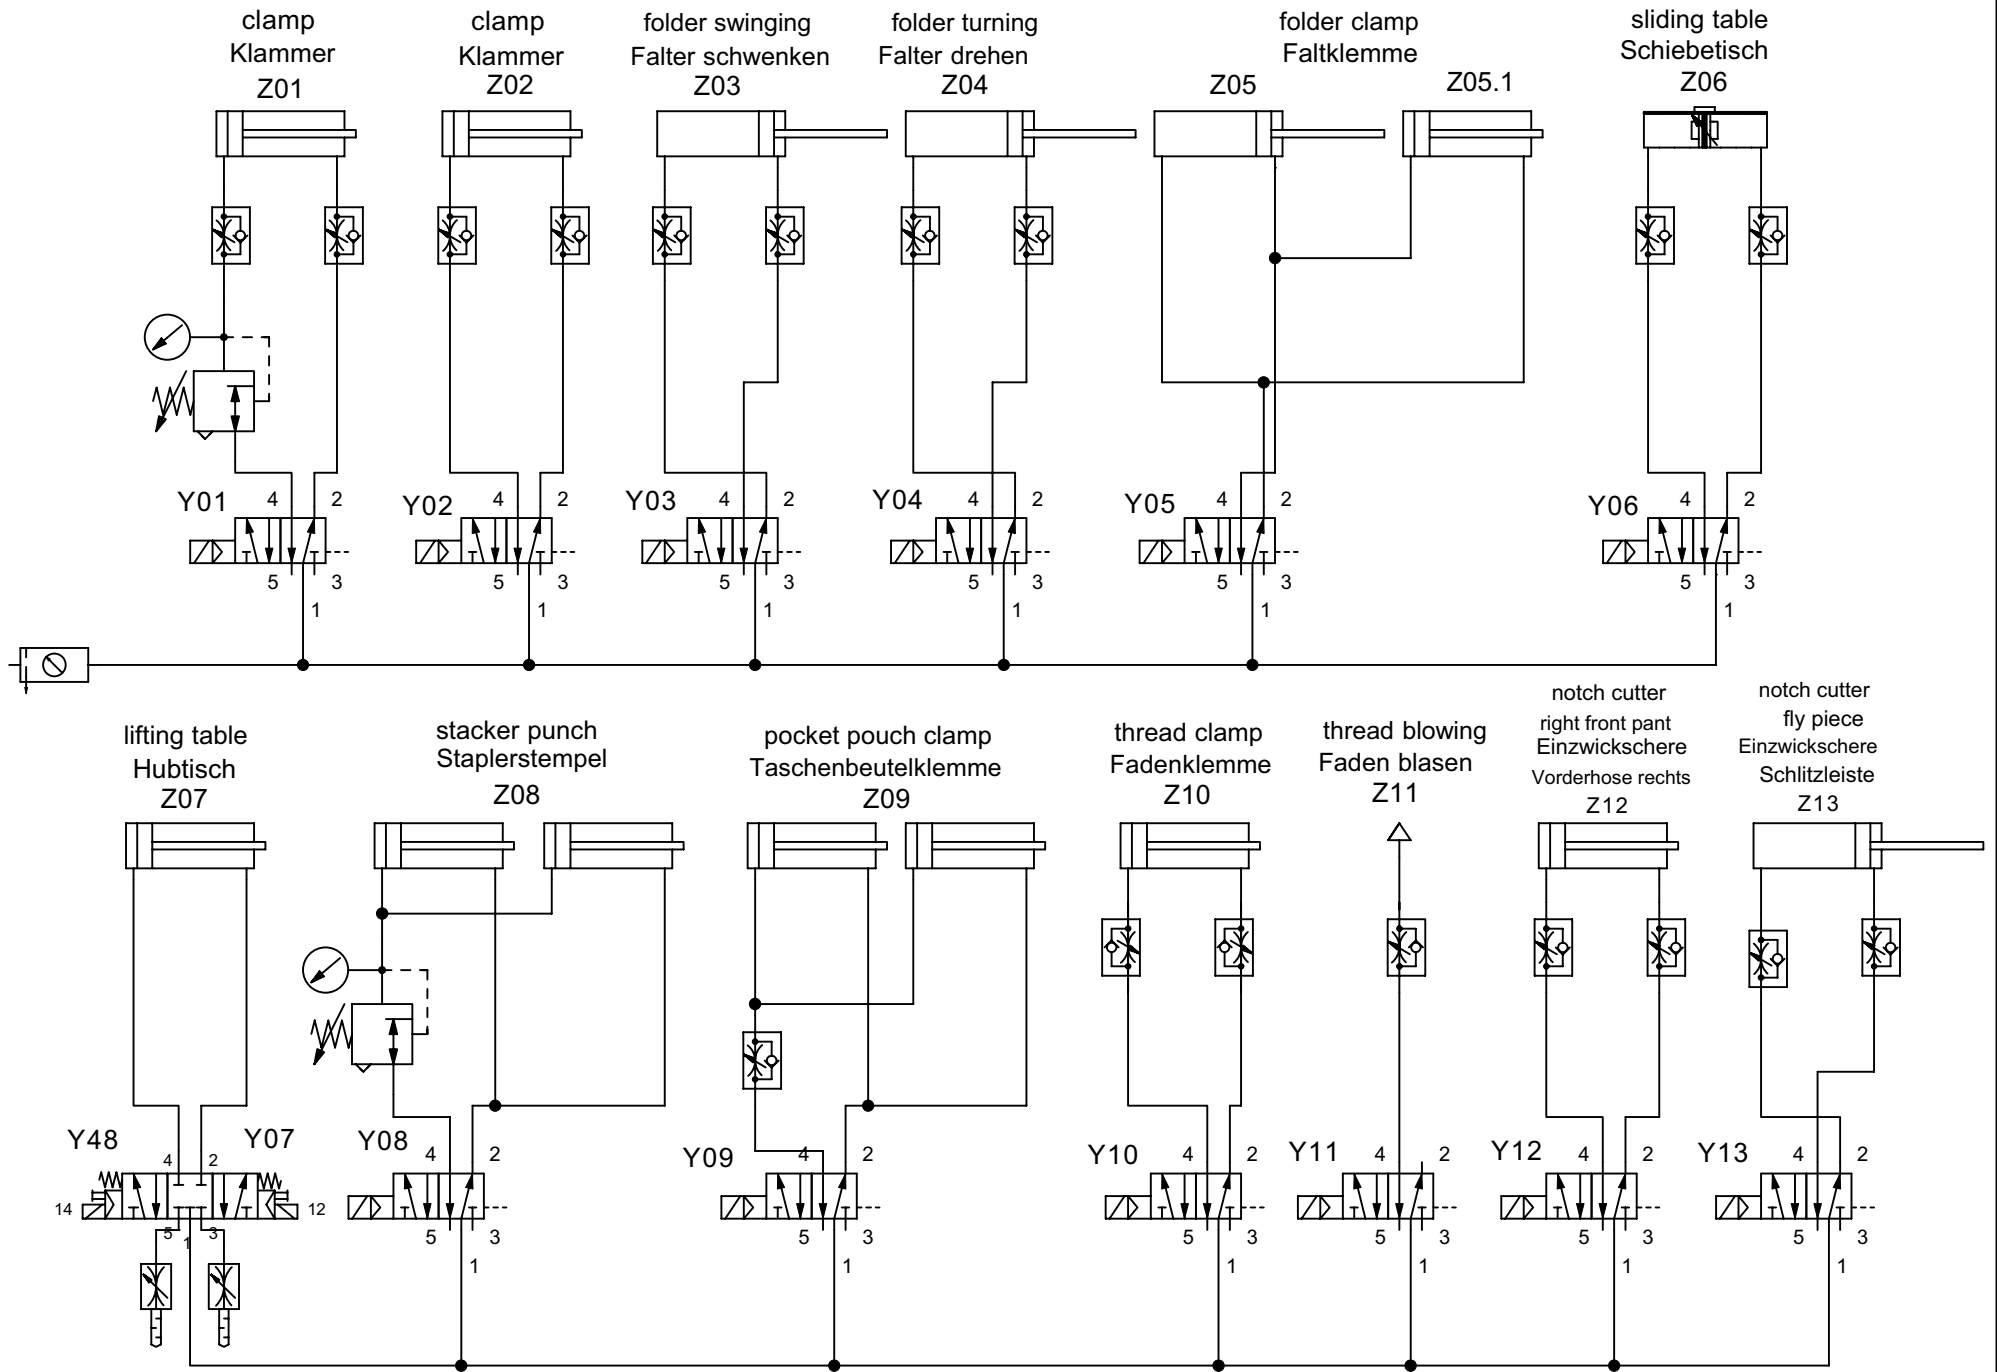 clamp
Klammer
Z01
clamp
Klammer
Z02
folder swinging
Falter schwenken
Z03
folder turning
Falter drehen
Z04
folder clamp
Faltklemme
Z05
Z05.1
sliding table
Schiebetisch
Z06
Y01
4
2
5
3
1
Y02
4
2
5
3
1
Y03
4
2
5
3
1
Y04
4
2
5
3
1
Y05
4
2
5
3
1
Y06
4
2
5
3
1
lifting table
Hubtisch
Z07
stacker punch
Staplerstempel
Z08
pocket pouch clamp
Taschenbeutelklemme
Z09
thread clamp
Fadenklemme
Z10
thread blowing
Faden blasen
Z11
notch cutter
right front pant
Einzwickschere
Vorderhose rechts
Z12
notch cutter
fly piece
Einzwickschere
Schlitzleiste
Z13
Y48
Y07
4
2
14
12
5
1
3
Y08
4
2
5
3
1
Y09
4
2
5
3
1
Y10
4
2
5
3
1
Y11
4
2
5
3
1
Y12
4
2
5
3
1
Y13
4
2
5
3
1